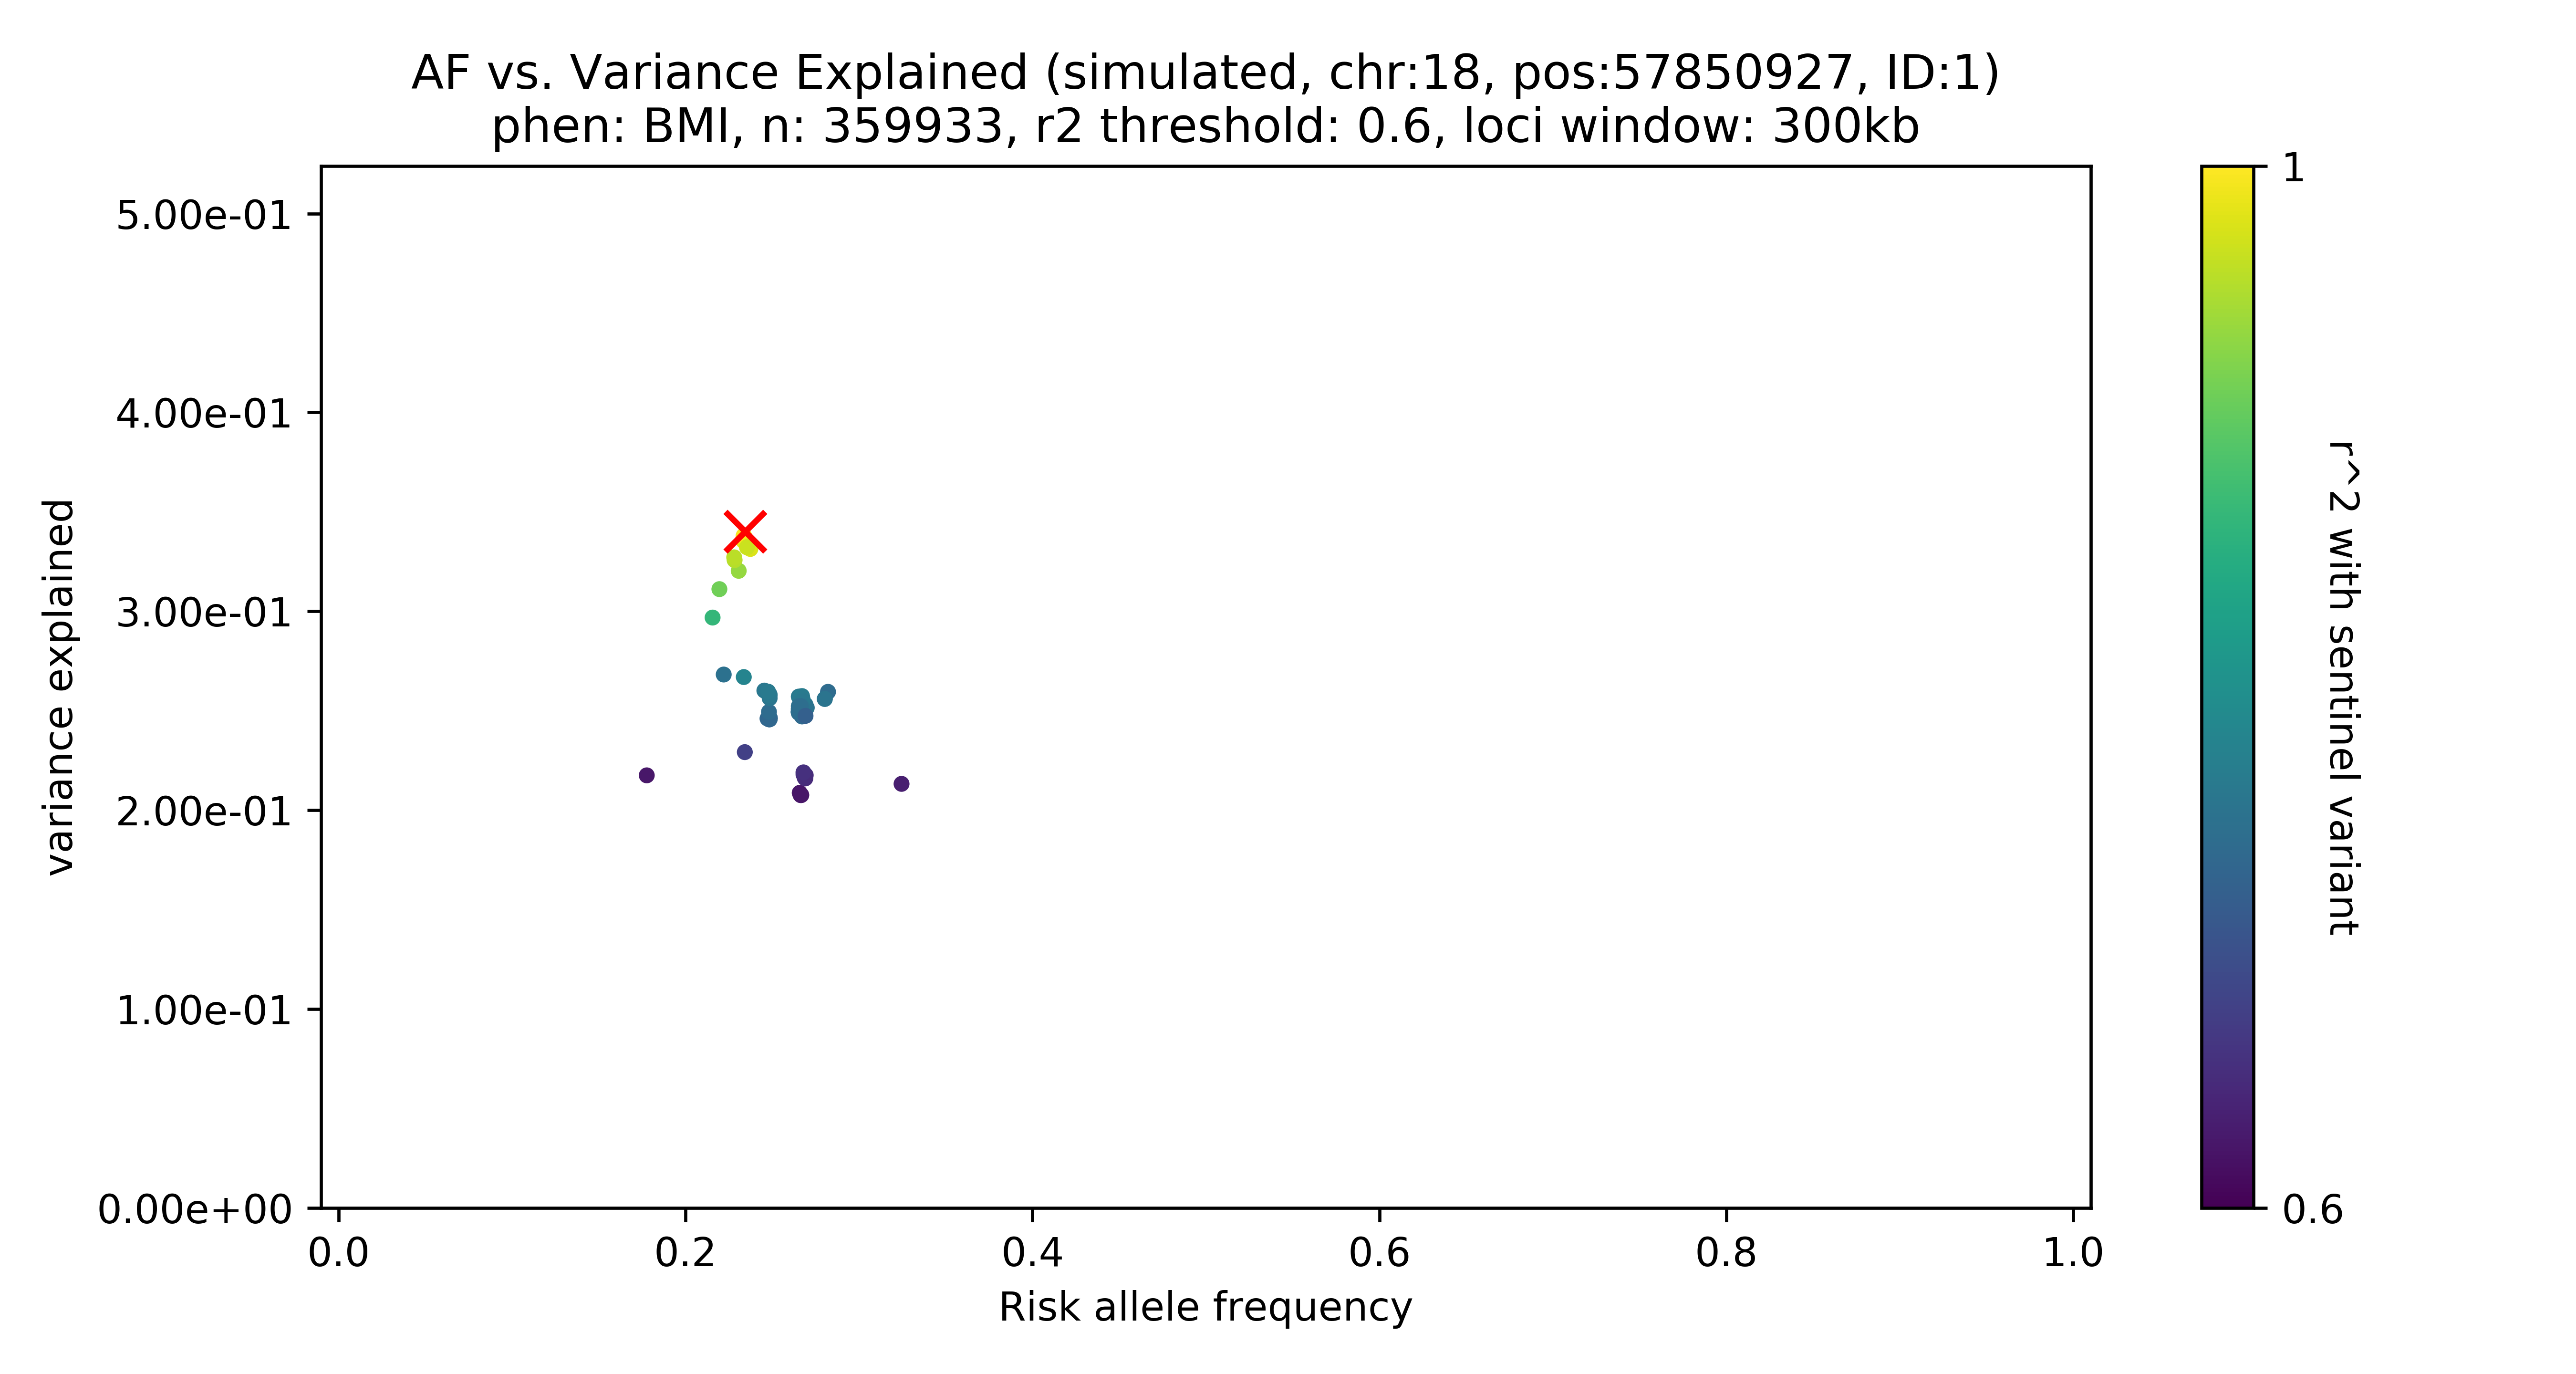 AF vs. Variance Explained (simulated, chr:18, pos:57850927, ID:1)
phen: BMI, n: 359933, r2 threshold: 0.6, loci window: 300kb
5.00e-01
4.00e-01
3.00e-01
2.00e-01
1.00e-01
0.00e+00
variance explained
0.0
0.2
0.4
0.6
0.8
1.0
Risk allele frequency
1
0.6
r^2 with sentinel variant